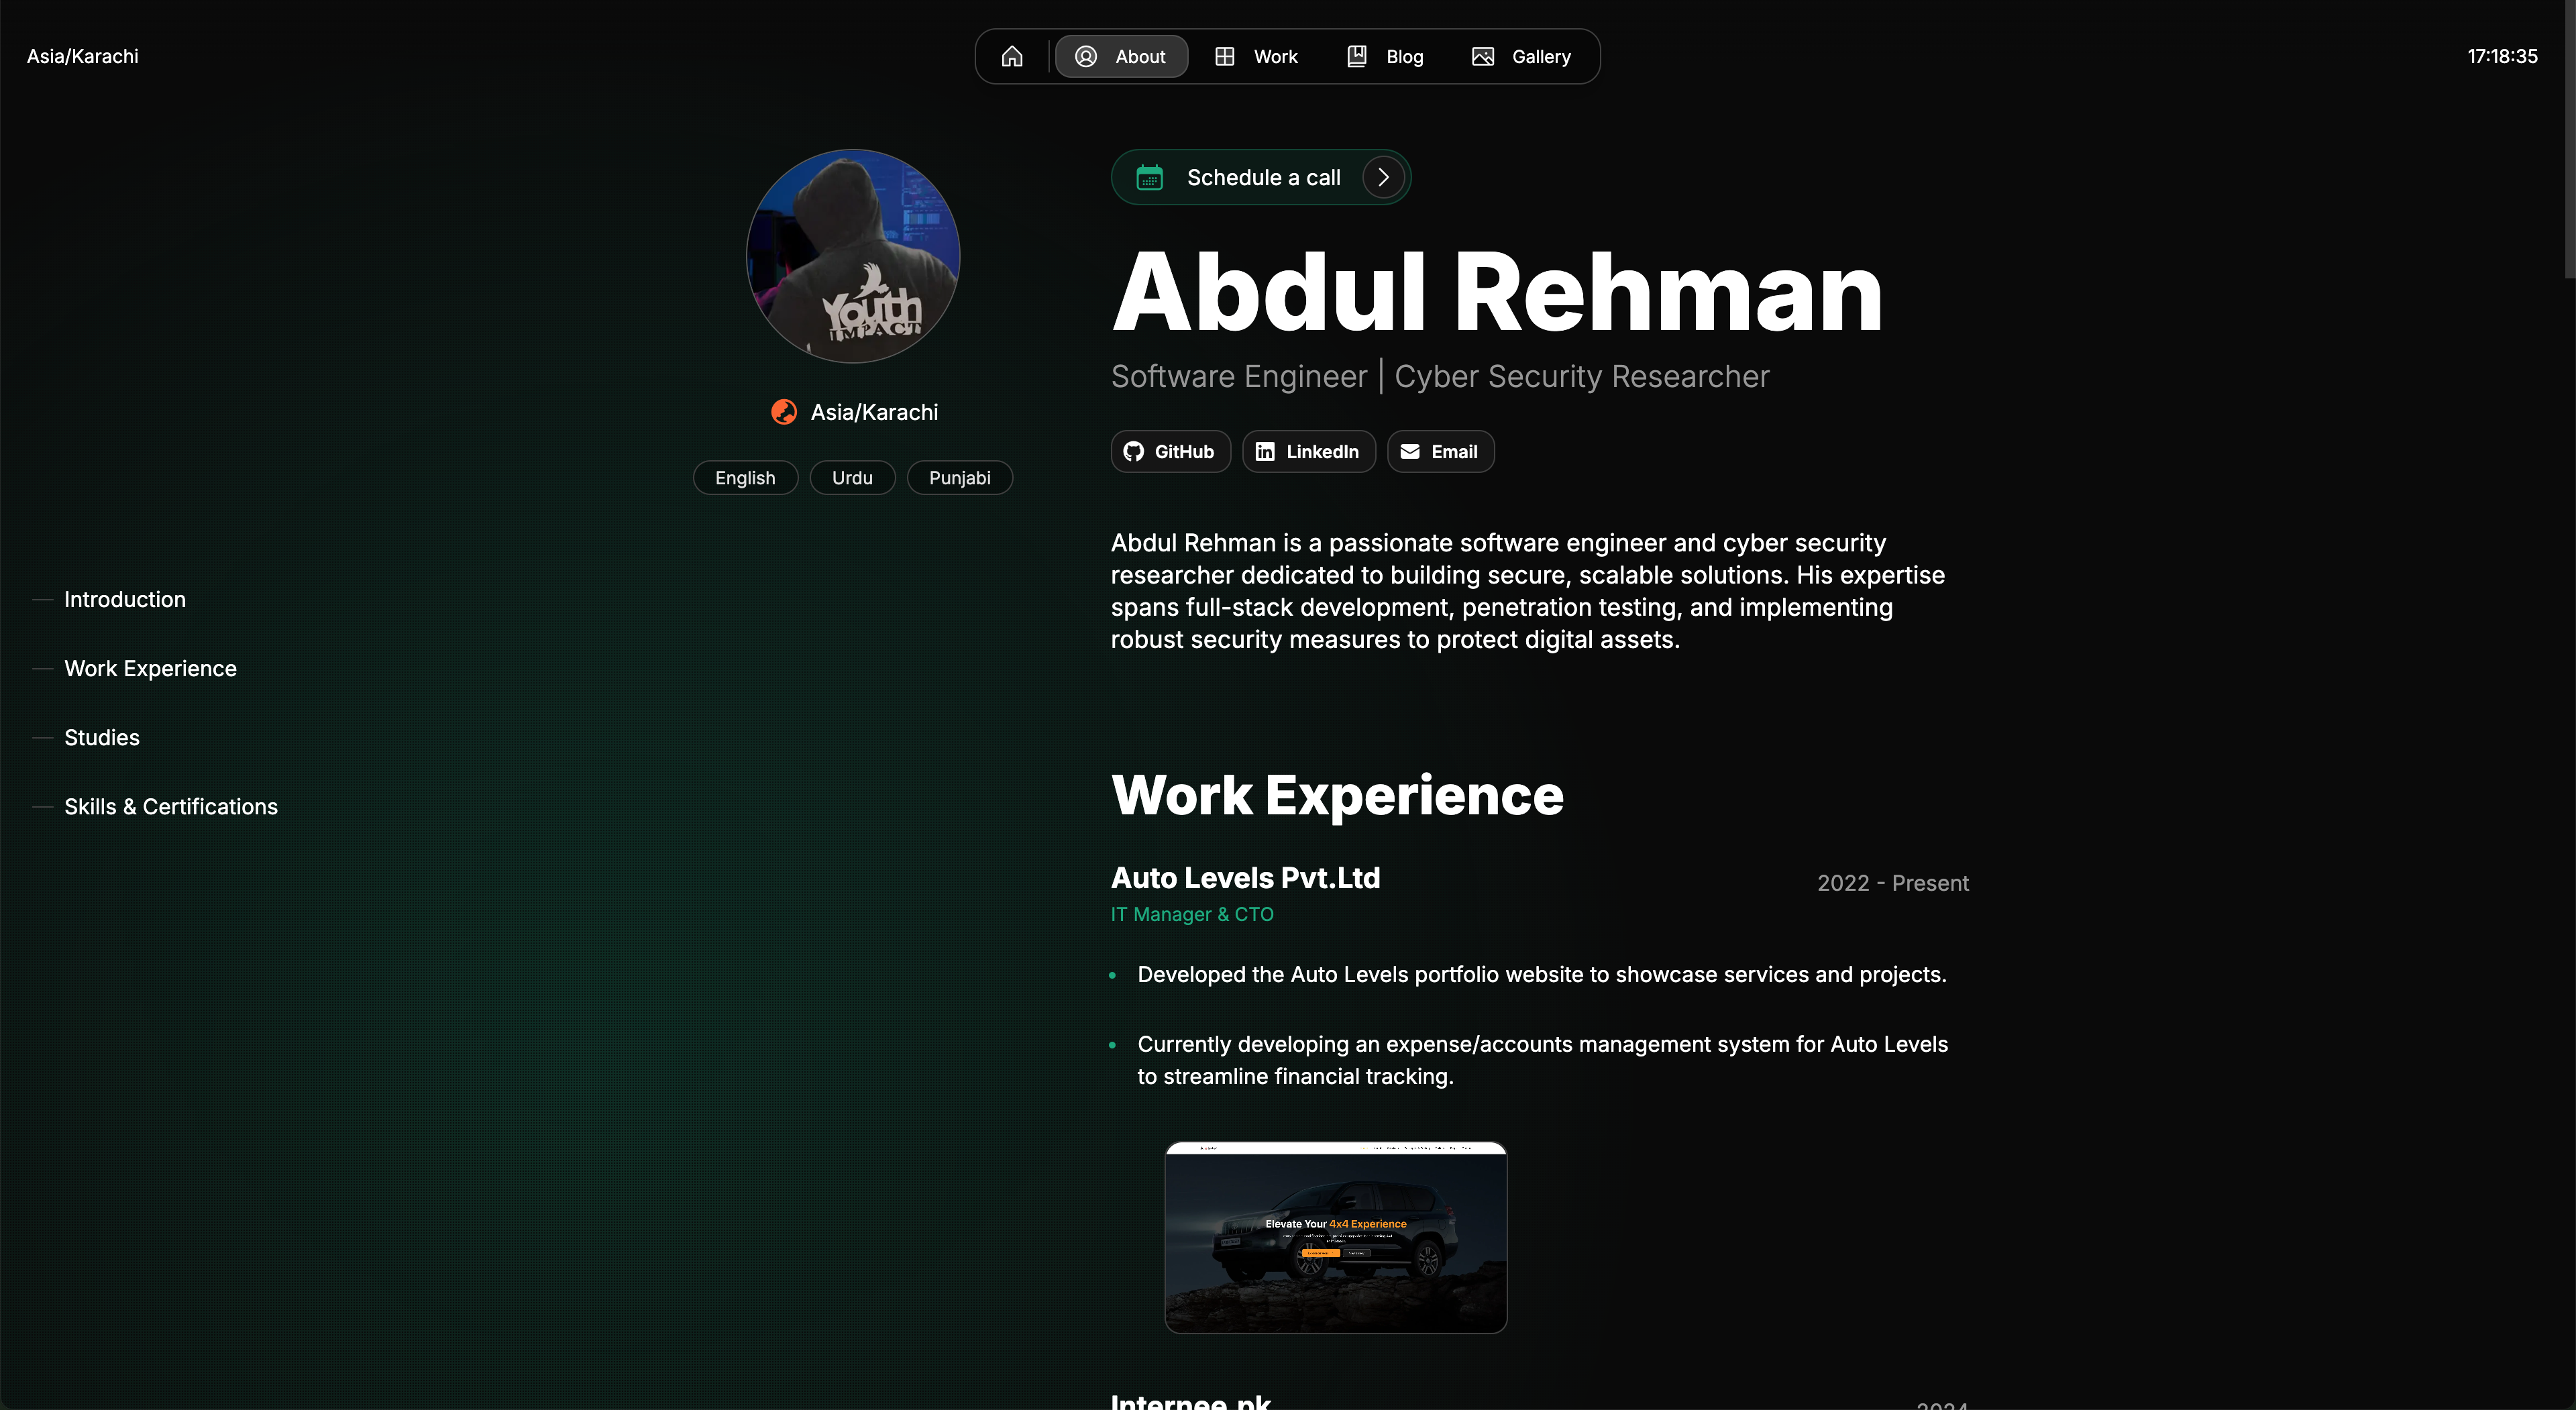 Asia/Karachi
About
Work
Blog
Gallery
17:18:35
Youth
IMPACT
Asia/Karachi
English
Urdu
Punjabi
Introduction
Work Experience
Studies
Skills & Certifications
Schedule a call
Abdul Rehman
Software Engineer | Cyber Security Researcher
GitHub
LinkedIn
Email
Abdul Rehman is a passionate software engineer and cyber security
researcher dedicated to building secure, scalable solutions. His expertise
spans full-stack development, penetration testing, and implementing
robust security measures to protect digital assets.
Work Experience
Auto Levels Pvt.Ltd
2022 - Present
IT Manager & CTO
Developed the Auto Levels portfolio website to showcase services and projects.
Currently developing an expense/accounts management system for Auto Levels
to streamline financial tracking.
Elevate Your 4x4 Experience
Internee.pk
2024